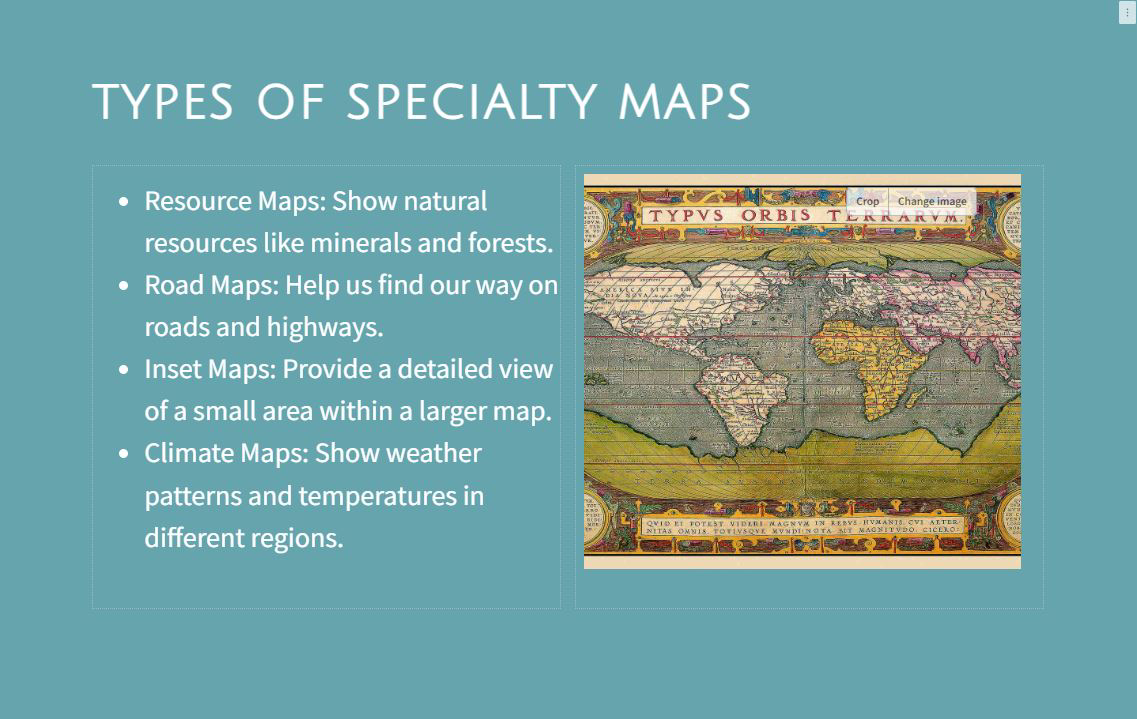 TYPES OF SPECIALTY MAPS
• Resource Maps: Show natural
resources like minerals and forests.
• Road Maps: Help us find our way on
roads and highways.
• Inset Maps: Provide a detailed view
of a small area within a larger map.
• Climate Maps: Show weather
patterns and temperatures in
different regions.
Crop Change image
TYPVS ORBIS TERRARVM.
QVID EI POTEST VIDERI MAGNVM IN REBVS HVMANIS, CVI AETER-
NITAS OMNIS, TOTIVSQVE MVNDI NOTA SIT MAGNITVDO. CICERO: